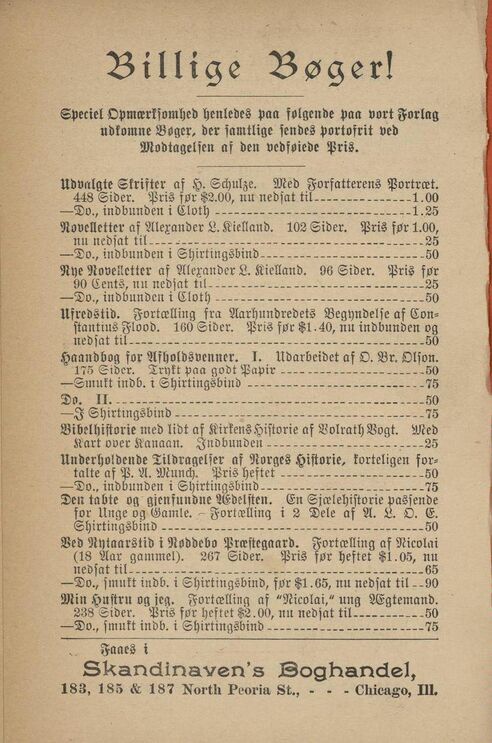 Billige Bøger!
Speciel Opmærksomhed henledes paa følgende paa vort Forlag
udkomne Bøger, der samtlige sendes portofrit ved
Modtagelsen af den vedføiede Pris.
Udvalgte Skrifter af H. Schulze. Med Forfatterens Portræt.
448 Sider. Pris før $2.00, nu nedsat til---------------1.00
—Do., indbunden i Cloth ---------------1.25
Novelletter af Alexander L. Kielland. 102 Sider. Pris før 1.00,
nu nedsat til---------------25
—Do., indbunden i Shirtingsbind---------------50
Nye Novelletter af Alexander L. Kielland. 96 Sider. Pris før
90 Cents, nu nedsat til---------------25
—Do., indbunden i Cloth ---------------50
Ufredstid. Fortælling fra Aarhundredets Begyndelse af Con-
stantius Flood. 160 Sider. Pris før $1.40, nu indbunden og
nedsat til---------------50
Haandbog for Afholdsvenner. I. Udarbeidet af O. Br. Olson.
175 Sider. Trykt paa godt Papir ---------------50
—Smukt indb. i Shirtingsbind ---------------75
Do. II. ---------------50
—I Shirtingsbind ---------------75
Bibelhistorie med lidt af Kirkens Historie af Volrath Vogt. Med
Kart over Kanaan. Indbunden ---------------25
Underholdende Tildragelser af Norges Historie, korteligen for-
talte af P. A. Munch. Pris heftet ---------------50
—Do., indbunden i Shirtingsbind ---------------75
Den tabte og gjenfundne Ædelsten. En Sjælehistorie passende
for Unge og Gamle. - Fortælling i 2 Dele af A. L. O. E.
Shirtingsbind ---------------50
Ved Nytaarstid i Nøddebo Præstegaard. Fortælling af Nicolai
(18 Aar gammel). 267 Sider. Pris før heftet $1.05, nu
nedsat til---------------65
—Do., smukt indb. i Shirtingsbind, før $1.65, nu nedsat til--90
Min Hustru og jeg. Fortælling af "Nicolai," ung Ægtemand.
238 Sider. Pris før heftet $2.00, nu nedsat til---------------50
—Do., smukt indb. i Shirtingsbind---------------75
Faaes i
Skandinaven's Boghandel,
183, 185 & 187 North Peoria St., - - - Chicago, Ill.